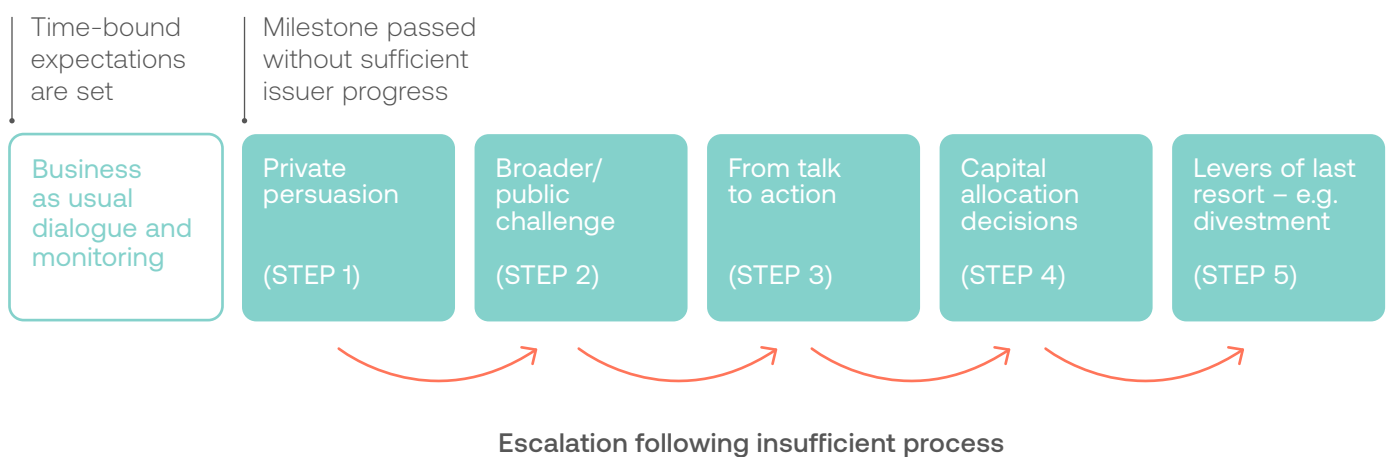 Time-bound
expectations
are set
Milestone passed
without sufficient
issuer progress
Business
as usual
dialogue and
monitoring
Private
persuasion
(STEP 1)
Broader/
public
challenge
(STEP 2)
From talk
to action
(STEP 3)
Capital
allocation
decisions
(STEP 4)
Levers of last
resort – e.g.
divestment
(STEP 5)
Escalation following insufficient process